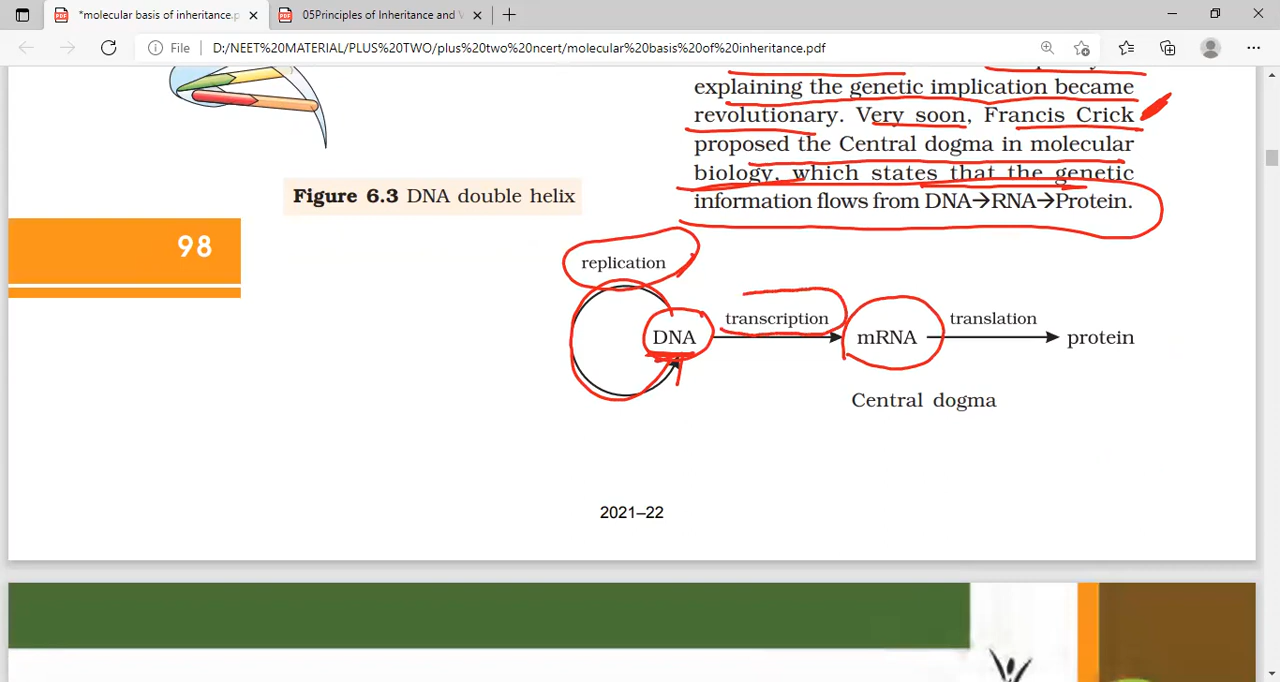 *molecular basis of inheritance.p
05Principles of Inheritance and V
File
D:/NEET%20MATERIAL/PLUS%20TWO/plus%20two%20ncert/molecular%20basis%20of%20inheritance.pdf
explaining the genetic implication became
revolutionary. Very soon, Francis Crick
proposed the Central dogma in molecular
biology, which states that the genetic
information flows from DNA→RNA→Protein.
Figure 6.3 DNA double helix
98
replication
transcription
translation
DNA
mRNA
protein
Central dogma
2021–22